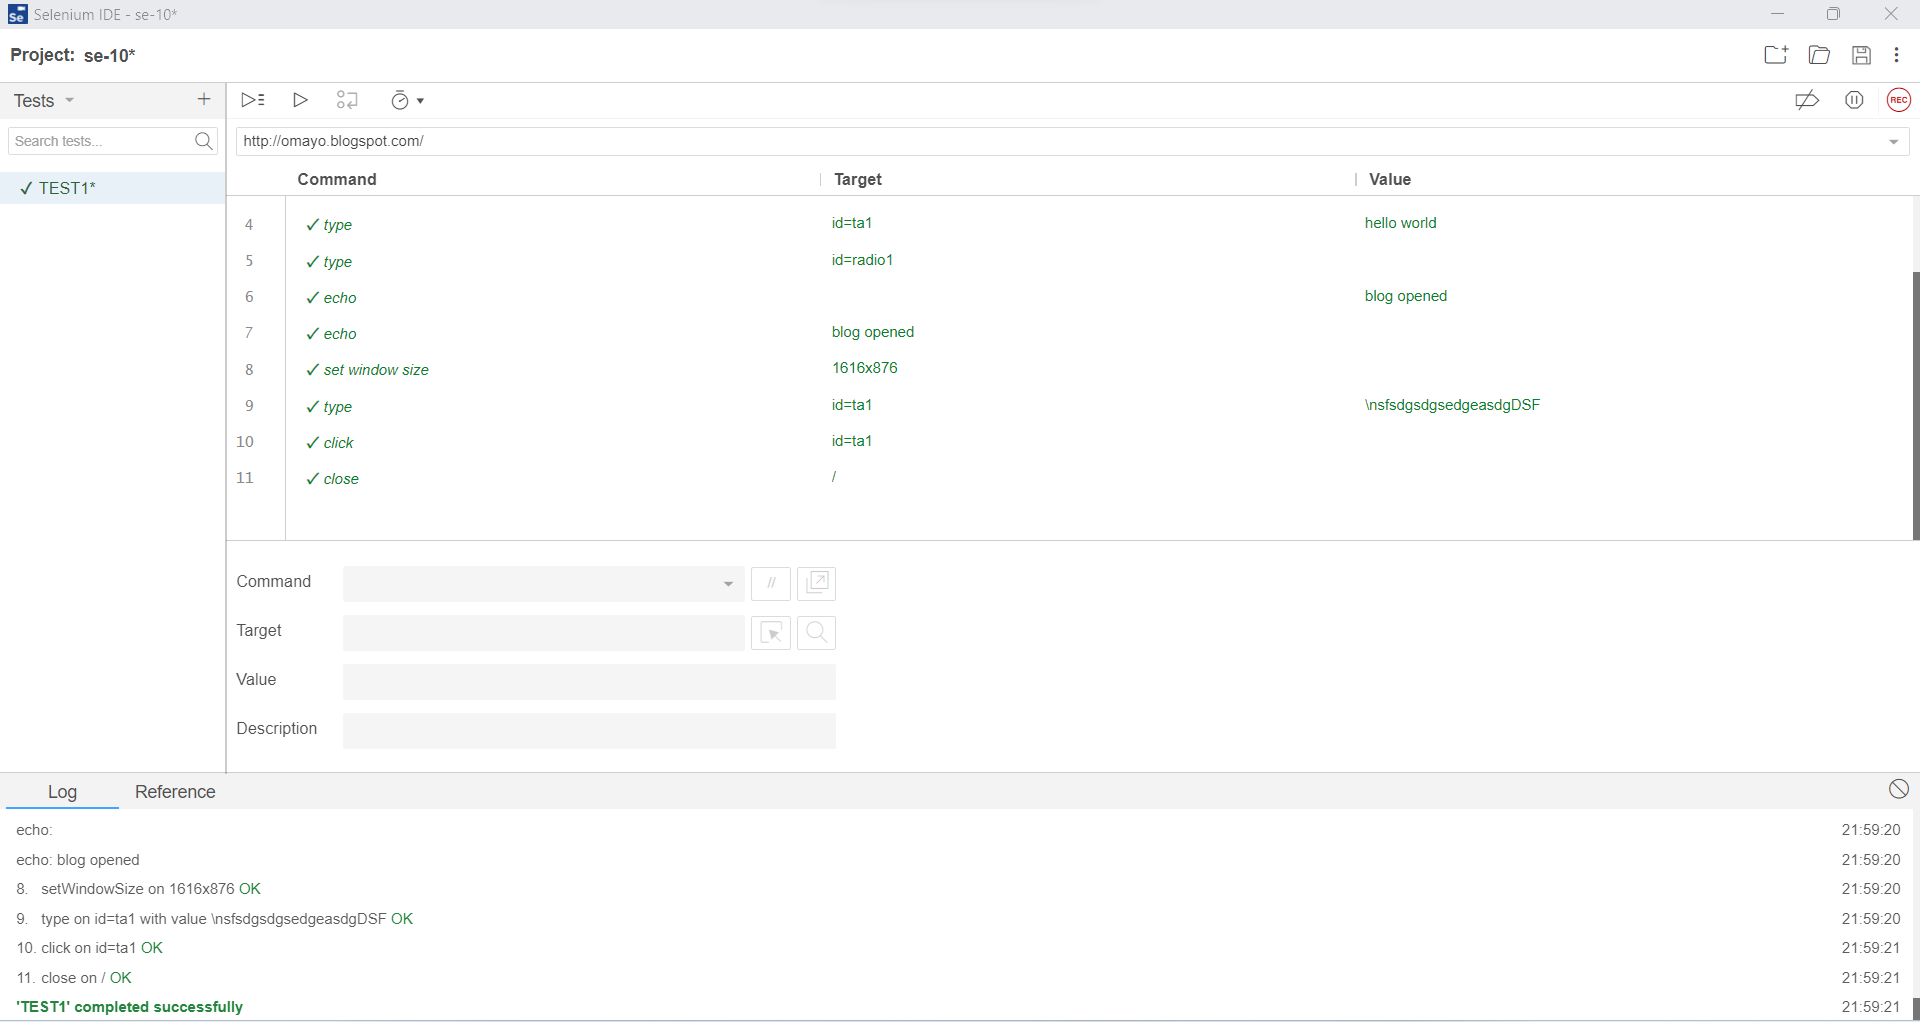 Se Selenium IDE - se-10*
Project: se-10*
Tests
REC
Search tests...
http://omayo.blogspot.com/
✓ TEST1*
Command Target Value
4 ✓ type id=ta1 hello world
5 ✓ type id=radio1
6 ✓ echo blog opened
7 ✓ echo blog opened
8 ✓ set window size 1616x876
9 ✓ type id=ta1 \nsfsdgsdgsedgeasdgDSF
10 ✓ click id=ta1
11 ✓ close /
Command //
Target
Value
Description
Log Reference
echo: 21:59:20
echo: blog opened 21:59:20
8. setWindowSize on 1616x876 OK 21:59:20
9. type on id=ta1 with value \nsfsdgsdgsedgeasdgDSF OK 21:59:20
10. click on id=ta1 OK 21:59:21
11. close on / OK 21:59:21
'TEST1' completed successfully 21:59:21